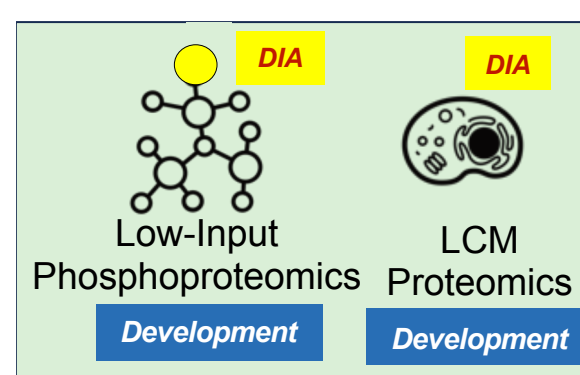 DIA
DIA
Low-Input
Phosphoproteomics
LCM
Proteomics
Development
Development